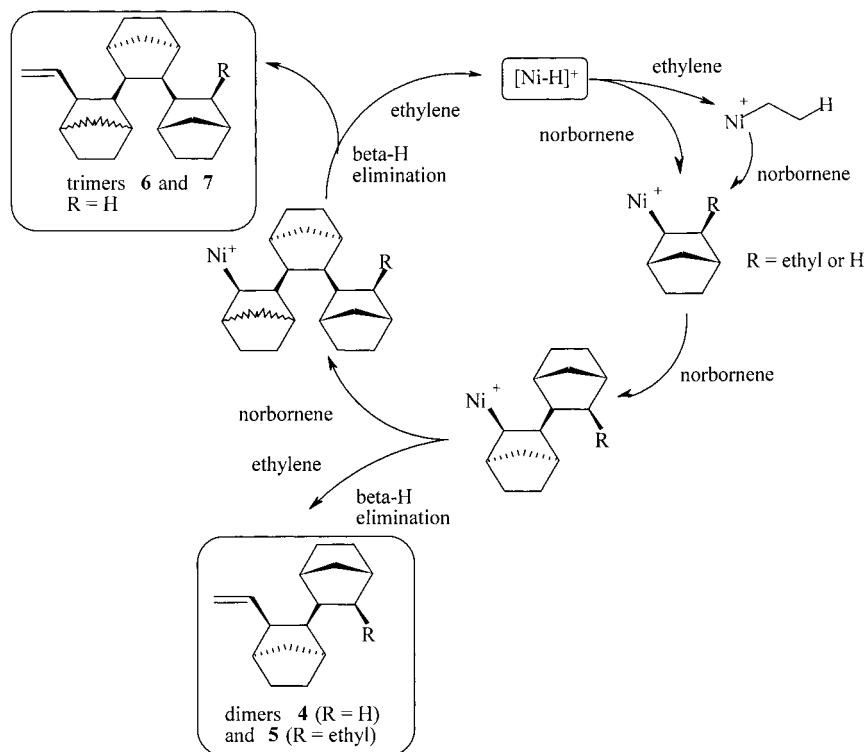 R
trimers 6 and 7
R = H
ethylene
beta-H
elimination
[Ni-H]+
ethylene
norbornene
Ni
+
H
norbornene
Ni+
R
R = ethyl or H
norbornene
Ni +
R
Ni+
R
norbornene
ethylene
beta-H
elimination
R
dimers 4 (R = H)
and 5 (R = ethyl)